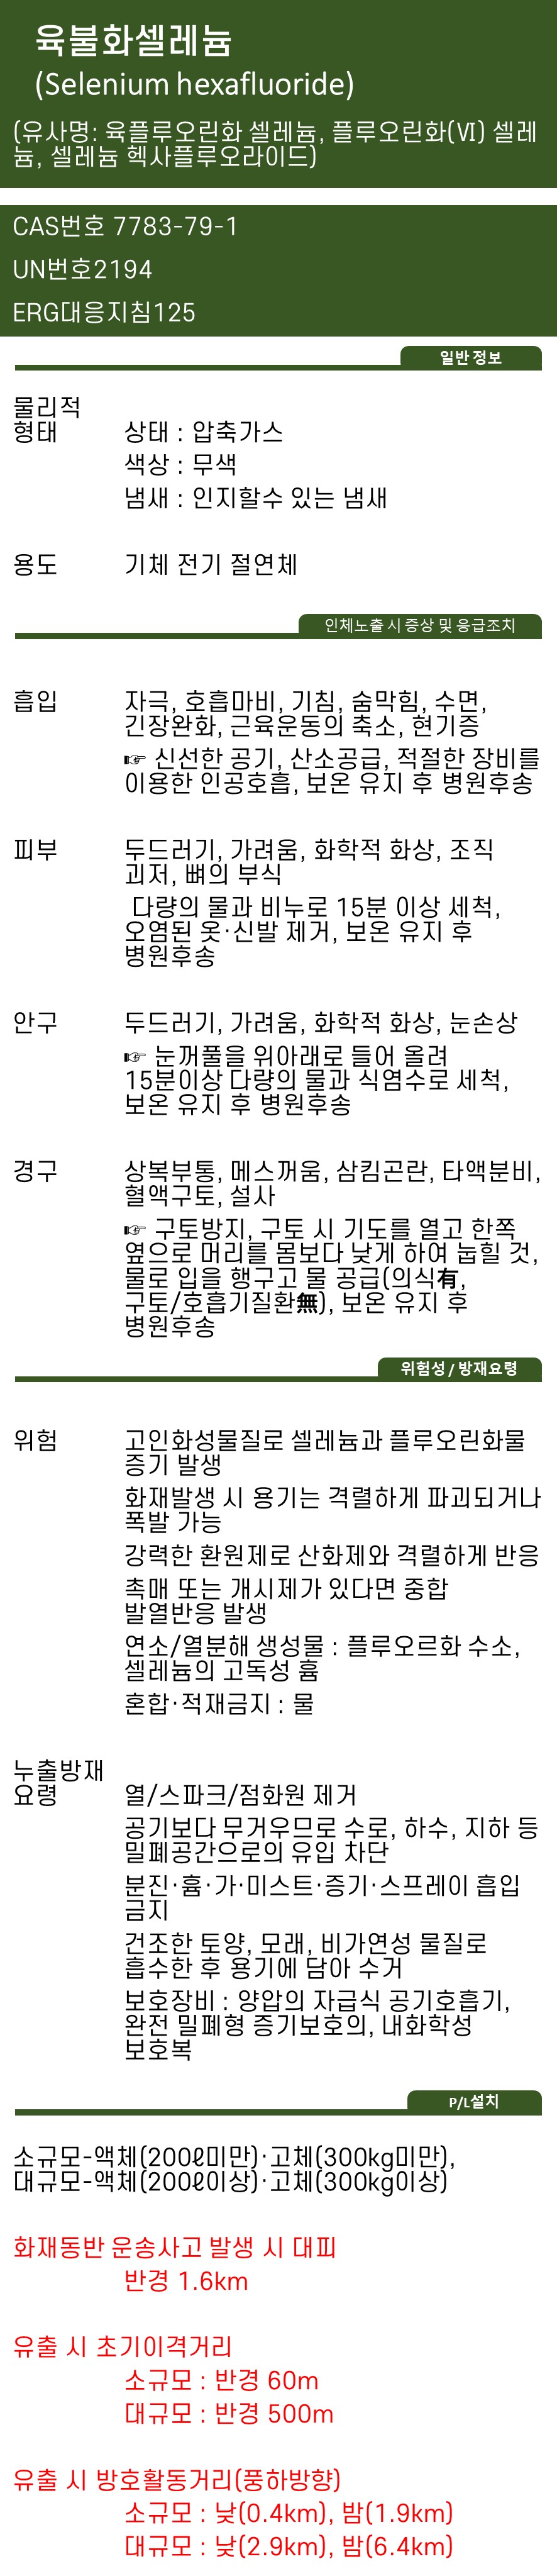 육불화셀레늄
(Selenium hexafluoride)
(유사명: 육플루오린화 셀레늄, 플루오린화(Ⅵ) 셀레
늄, 셀레늄 헥사플루오라이드)
CAS번호 7783-79-1
UN번호2194
ERG대응지침125
일반 정보
물리적
형태 상태 : 압축가스
색상 : 무색
냄새 : 인지할수 있는 냄새
용도 기체 전기 절연체
인체노출 시 증상 및 응급조치
흡입 자극, 호흡마비, 기침, 숨막힘, 수면,
긴장완화, 근육운동의 축소, 현기증
☞ 신선한 공기, 산소공급, 적절한 장비를
이용한 인공호흡, 보온 유지 후 병원후송
피부 두드러기, 가려움, 화학적 화상, 조직
괴저, 뼈의 부식
다량의 물과 비누로 15분 이상 세척,
오염된 옷·신발 제거, 보온 유지 후
병원후송
안구 두드러기, 가려움, 화학적 화상, 눈손상
☞ 눈꺼풀을 위아래로 들어 올려
15분이상 다량의 물과 식염수로 세척,
보온 유지 후 병원후송
경구 상복부통, 메스꺼움, 삼킴곤란, 타액분비,
혈액구토, 설사
☞ 구토방지, 구토 시 기도를 열고 한쪽
옆으로 머리를 몸보다 낮게 하여 눕힐 것,
물로 입을 헹구고 물 공급(의식有,
구토/호흡기질환無), 보온 유지 후
병원후송
위험성 / 방재요령
위험 고인화성물질로 셀레늄과 플루오린화물
증기 발생
화재발생 시 용기는 격렬하게 파괴되거나
폭발 가능
강력한 환원제로 산화제와 격렬하게 반응
촉매 또는 개시제가 있다면 중합
발열반응 발생
연소/열분해 생성물 : 플루오르화 수소,
셀레늄의 고독성 흄
혼합·적재금지 : 물
누출방재
요령 열/스파크/점화원 제거
공기보다 무거우므로 수로, 하수, 지하 등
밀폐공간으로의 유입 차단
분진·흄·가·미스트·증기·스프레이 흡입
금지
건조한 토양, 모래, 비가연성 물질로
흡수한 후 용기에 담아 수거
보호장비 : 양압의 자급식 공기호흡기,
완전 밀폐형 증기보호의, 내화학성
보호복
P/L설치
소규모-액체(200ℓ미만)·고체(300kg미만),
대규모-액체(200ℓ이상)·고체(300kg이상)
화재동반 운송사고 발생 시 대피
반경 1.6km
유출 시 초기이격거리
소규모 : 반경 60m
대규모 : 반경 500m
유출 시 방호활동거리(풍하방향)
소규모 : 낮(0.4km), 밤(1.9km)
대규모 : 낮(2.9km), 밤(6.4km)